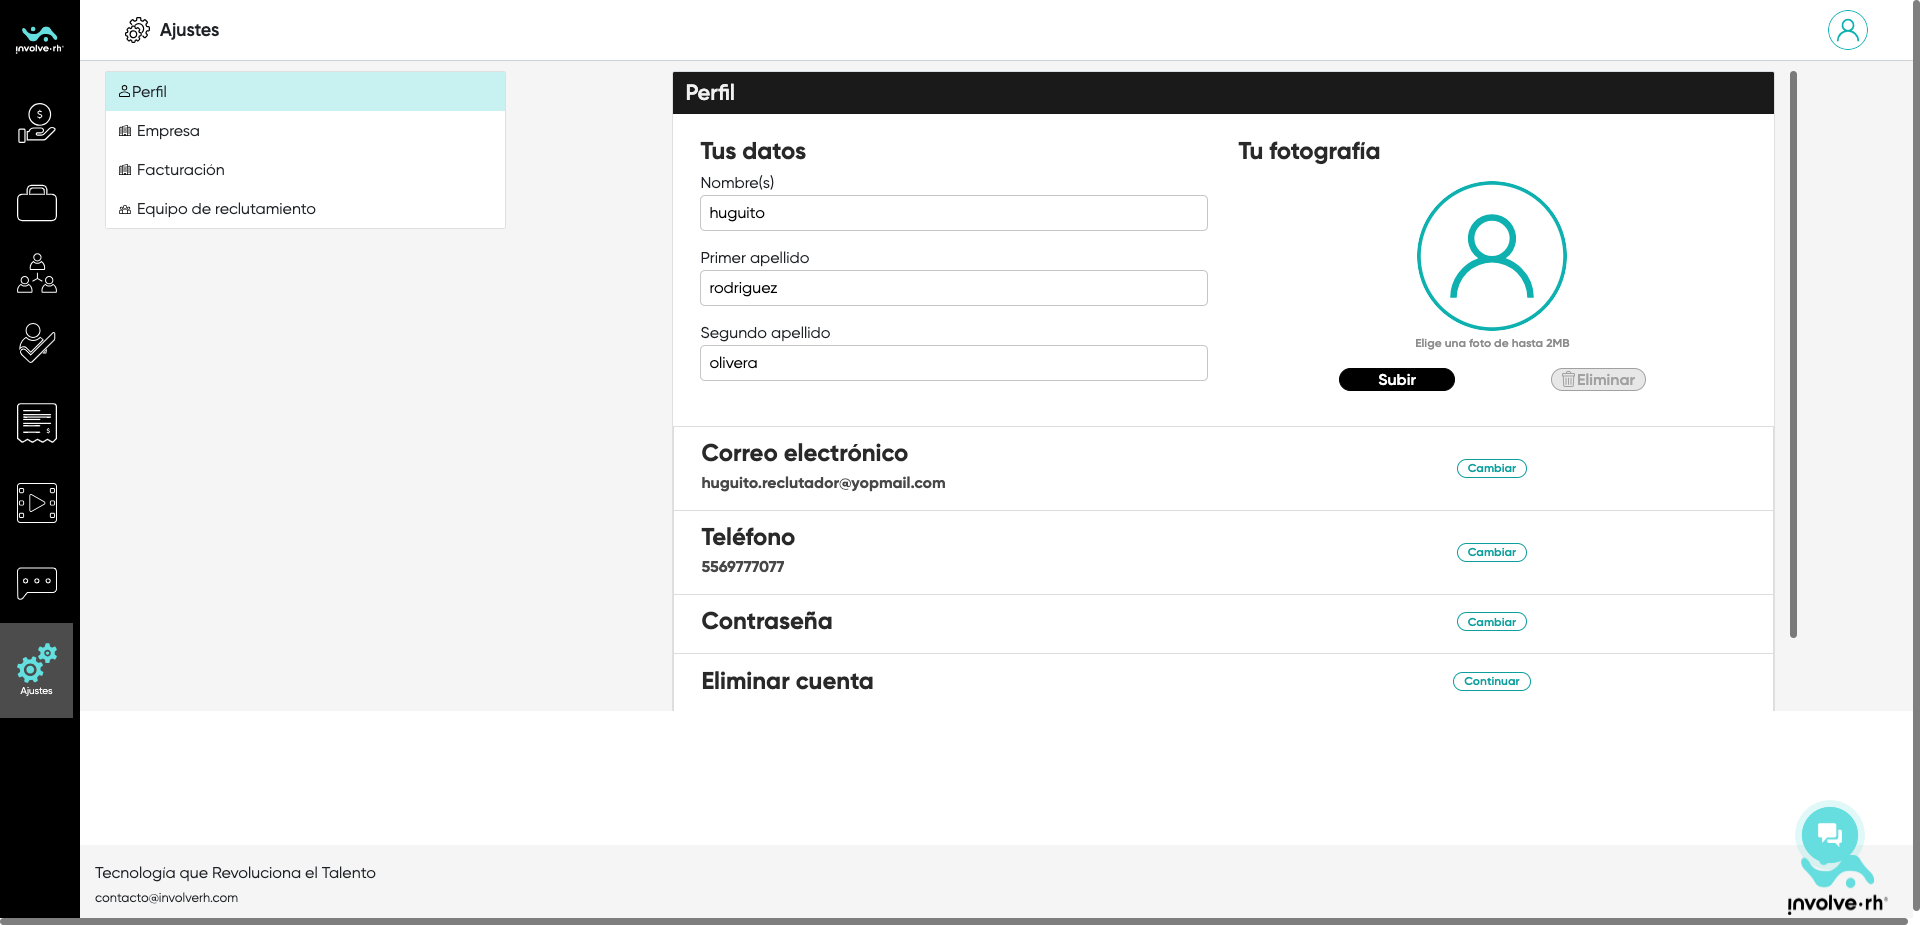 involve·rh
Ajustes
Perfil
Empresa
Facturación
Equipo de reclutamiento
Perfil
Tus datos
Nombre(s)
huguito
Primer apellido
rodriguez
Segundo apellido
olivera
Tu fotografía
Elige una foto de hasta 2MB
Subir
Eliminar
Correo electrónico
huguito.reclutador@yopmail.com
Cambiar
Teléfono
5569777077
Cambiar
Contraseña
Cambiar
Eliminar cuenta
Continuar
Ajustes
Tecnología que Revoluciona el Talento
contacto@involverh.com
involve·rh